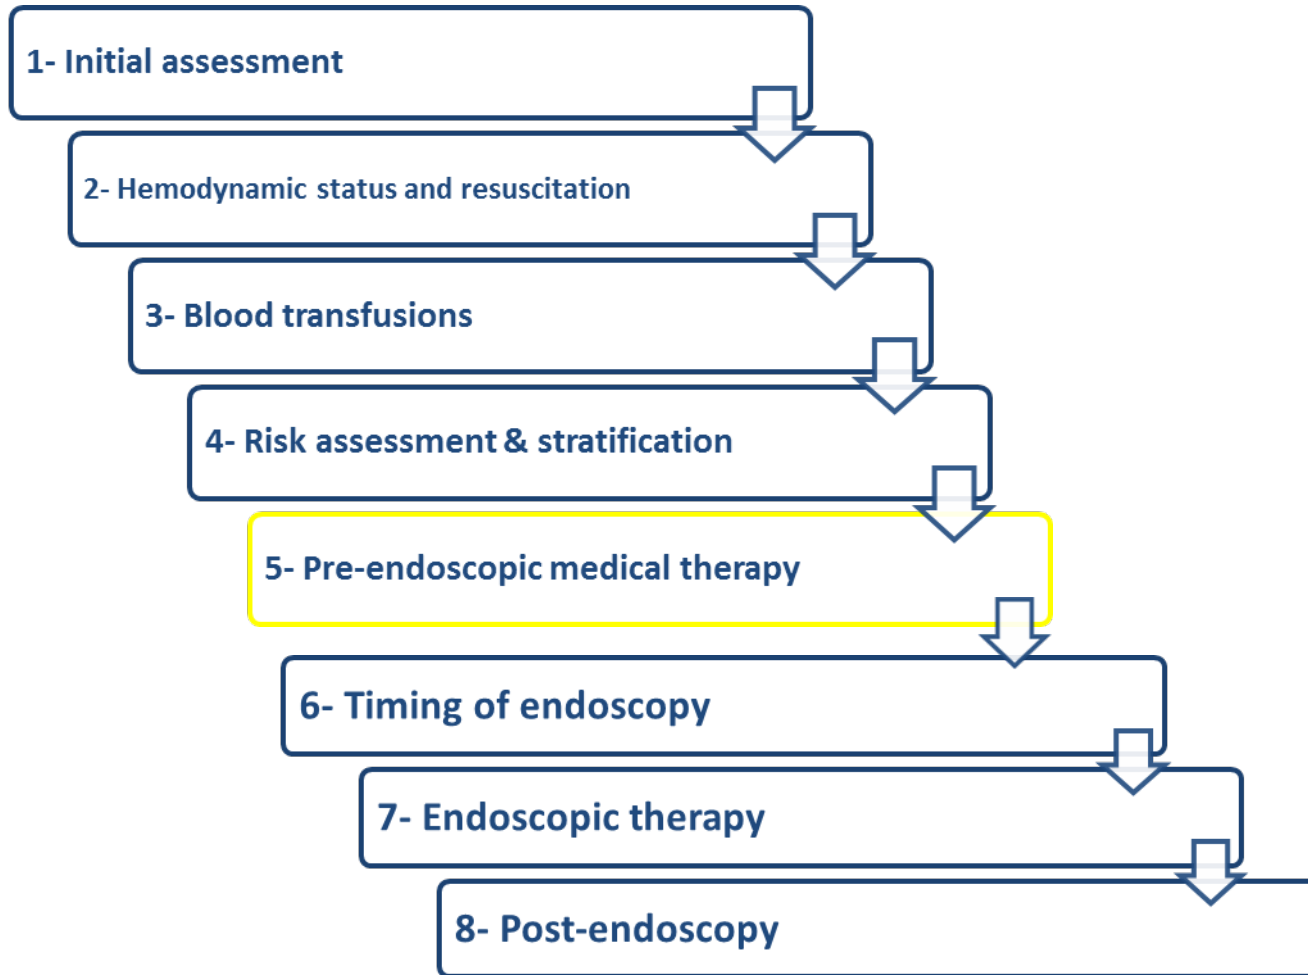 1- Initial assessment
2- Hemodynamic status and resuscitation
3- Blood transfusions
4- Risk assessment & stratification
5- Pre-endoscopic medical therapy
6- Timing of endoscopy
7- Endoscopic therapy
8- Post-endoscopy